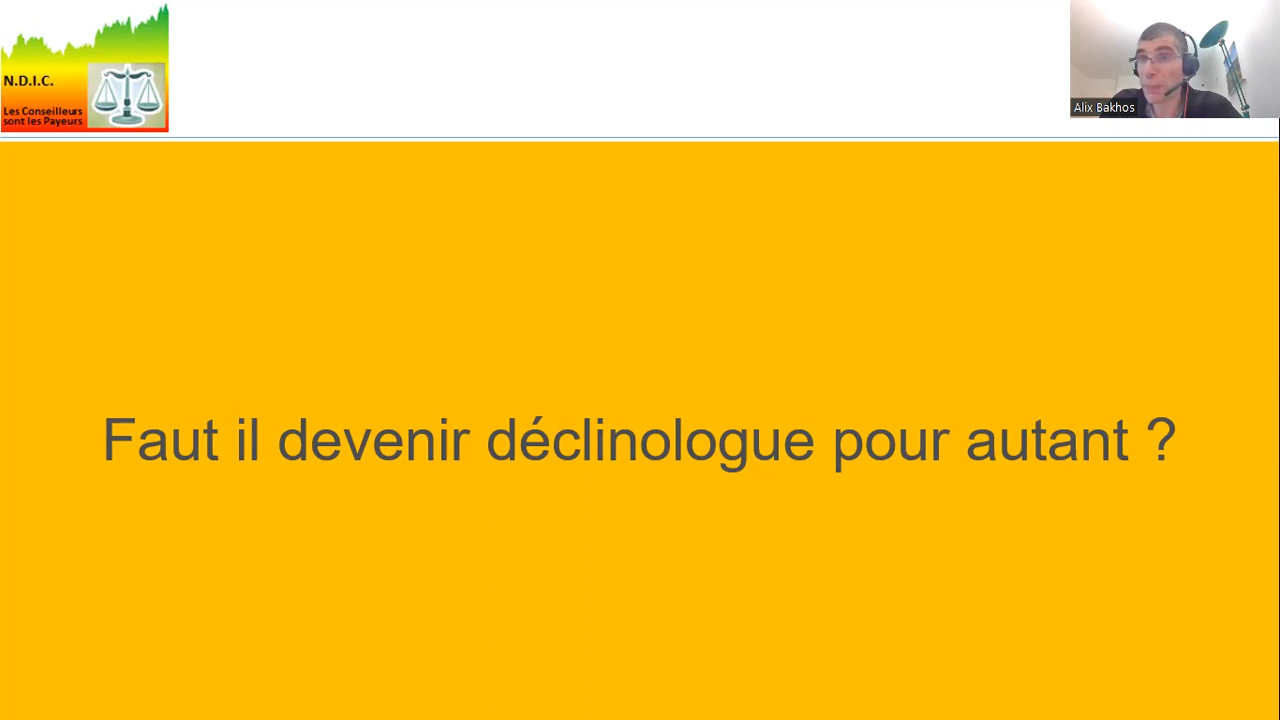 N.D.I.C.
Les Conseilleurs
sont les Payeurs
Alix Bakhos
Faut il devenir déclinologue pour autant ?